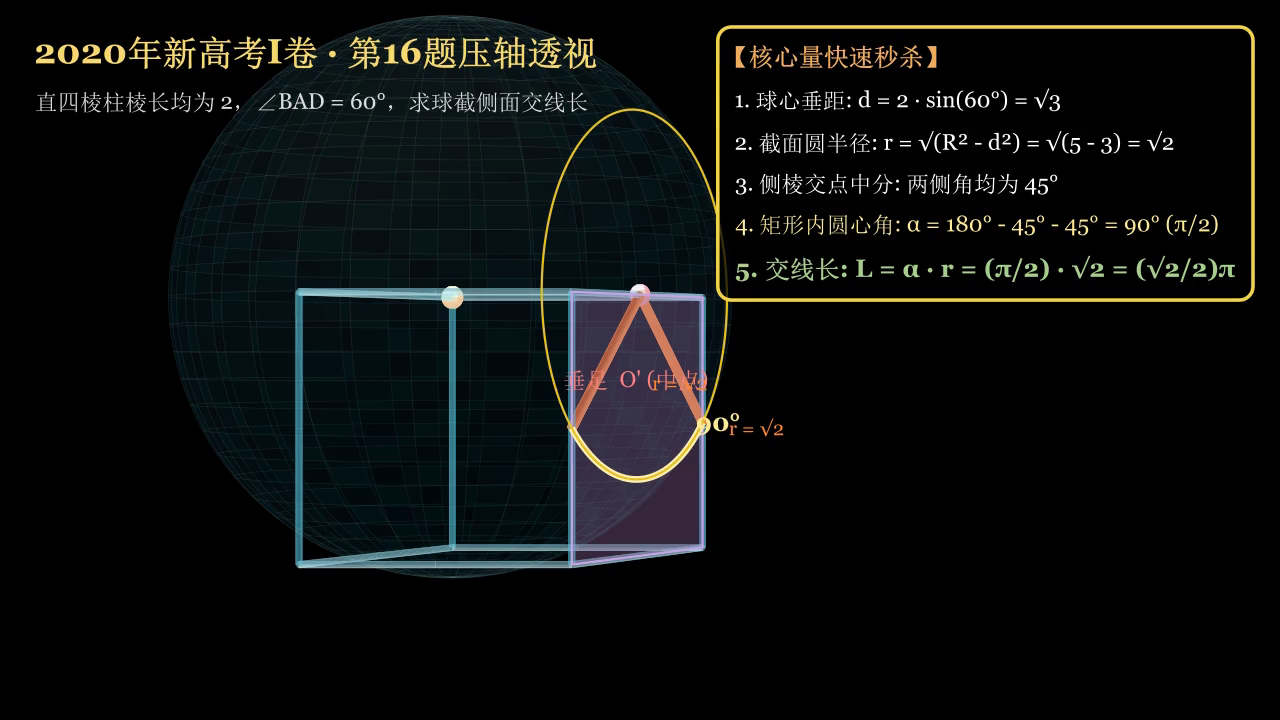 2020年新高考I卷 · 第16题压轴透视
直四棱柱棱长均为 2，∠BAD = 60°，求球截侧面交线长
【核心量快速秒杀】
1. 球心垂距: d = 2 · sin(60°) = √3
2. 截面圆半径: r = √(R² - d²) = √(5 - 3) = √2
3. 侧棱交点中分: 两侧角均为 45°
4. 矩形内圆心角: α = 180° - 45° - 45° = 90° (π/2)
5. 交线长: L = α · r = (π/2) · √2 = (√2/2)π
垂足 O' (中点)
90°
r = √2